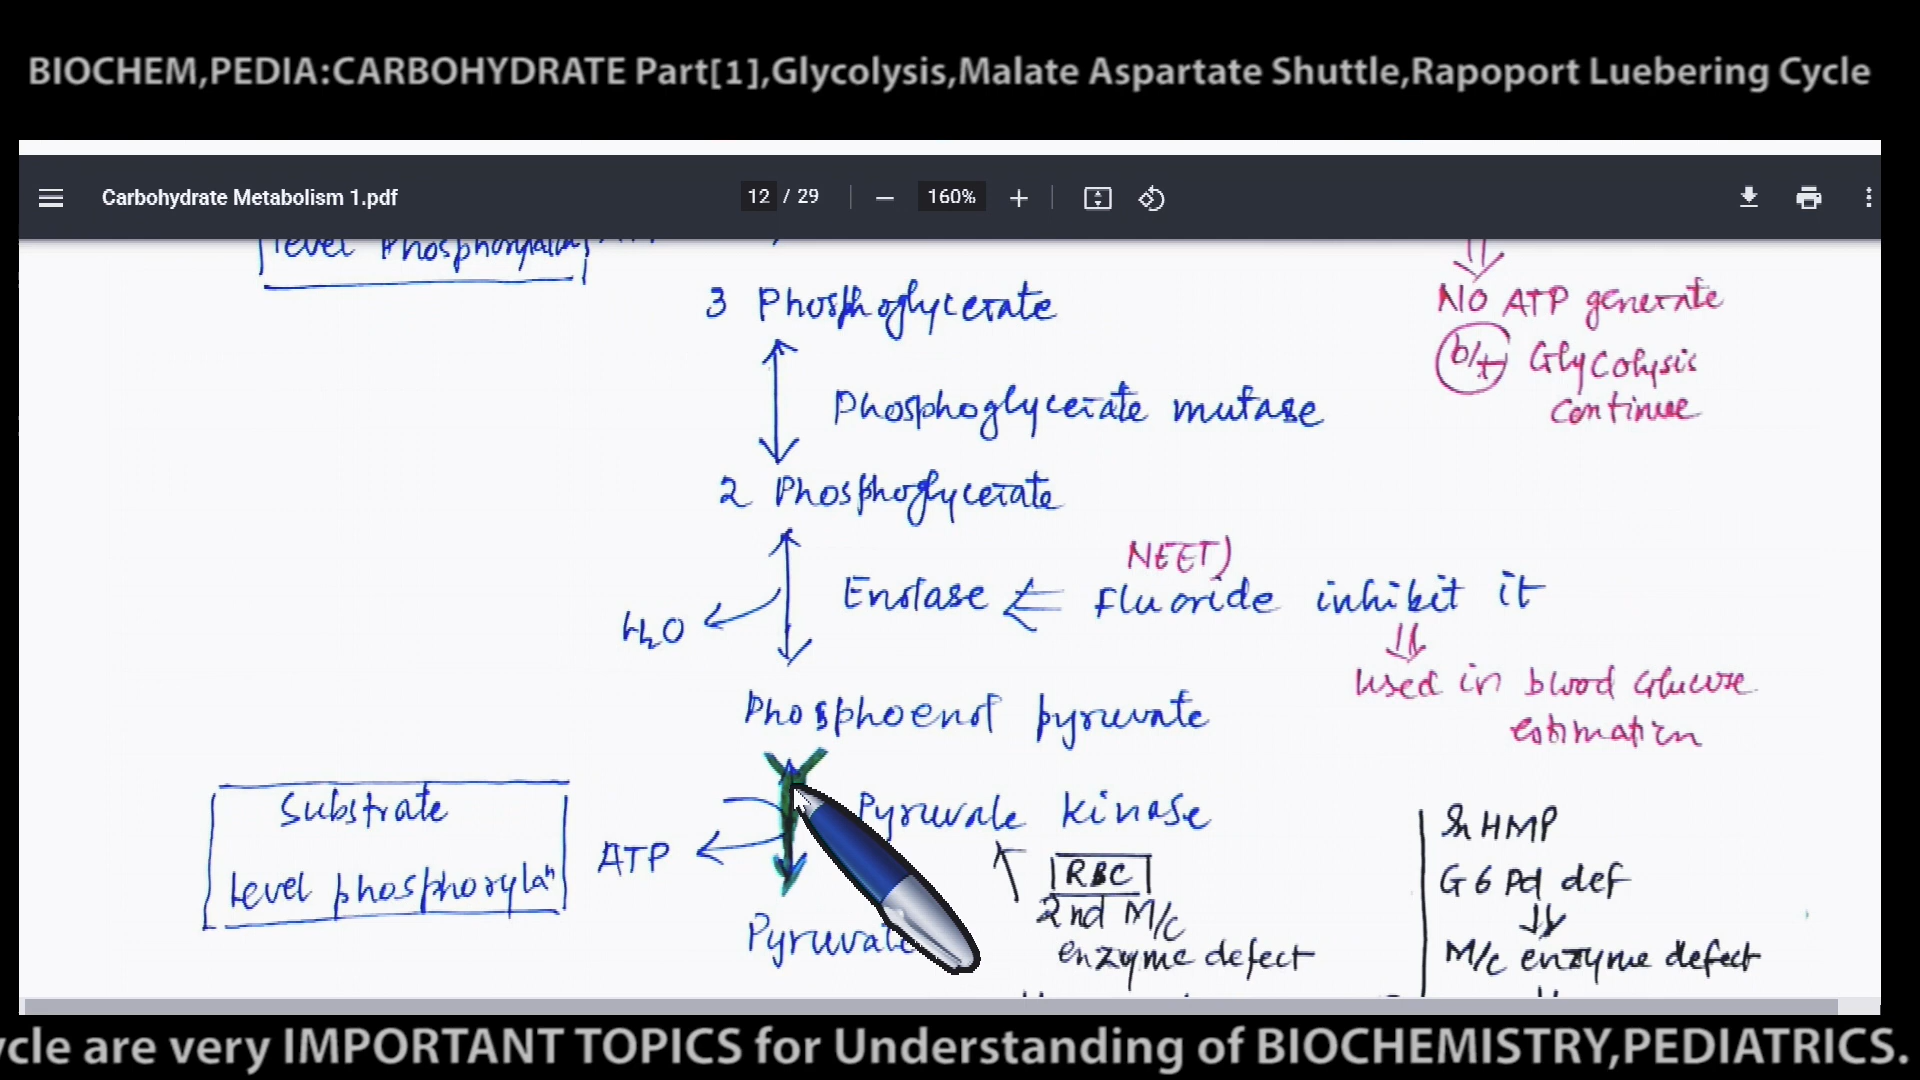 BIOCHEM,PEDIA:CARBOHYDRATE Part[1],Glycolysis,Malate Aspartate Shuttle,Rapoport Luebering Cycle
Carbohydrate Metabolism 1.pdf
12 / 29
160%
level Phosphorylan
3 Phosphoglycerate
NO ATP generate
b/t Glycolysis
continue
Phosphoglycerate mutase
2 Phosphoglycerate
NEET)
Enolase ⇐ Fluoride inhibit it
H2O
used in blood Glucose
estimation
Phosphoenol pyruvate
Substrate
level phosphorylan
ATP
Pyruvate kinase
RBC
2nd M/c
enzyme defect
Pyruvate
In HMP
G6Pd def
M/c enzyme defect
ycle are very IMPORTANT TOPICS for Understanding of BIOCHEMISTRY,PEDIATRICS.